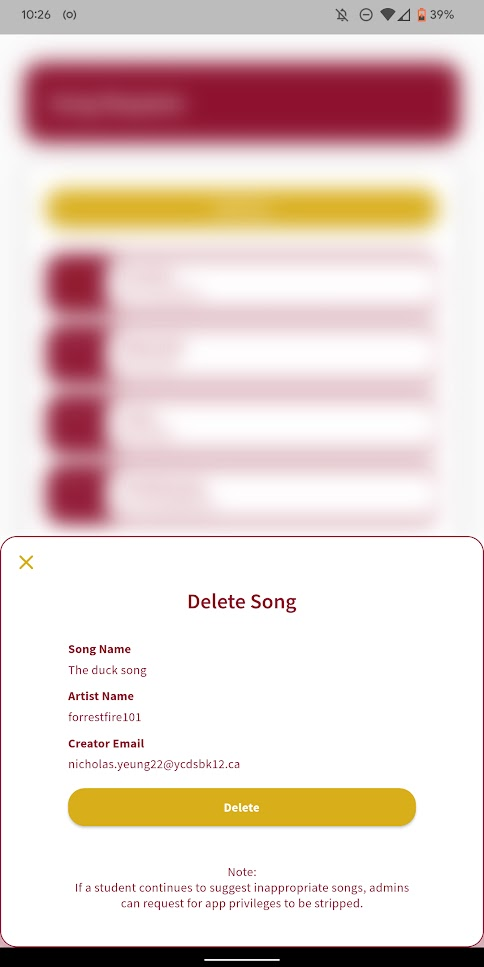 10:26
39%
Delete Song
Song Name
The duck song
Artist Name
forrestfire101
Creator Email
nicholas.yeung22@ycdsbk12.ca
Delete
Note:
If a student continues to suggest inappropriate songs, admins
can request for app privileges to be stripped.